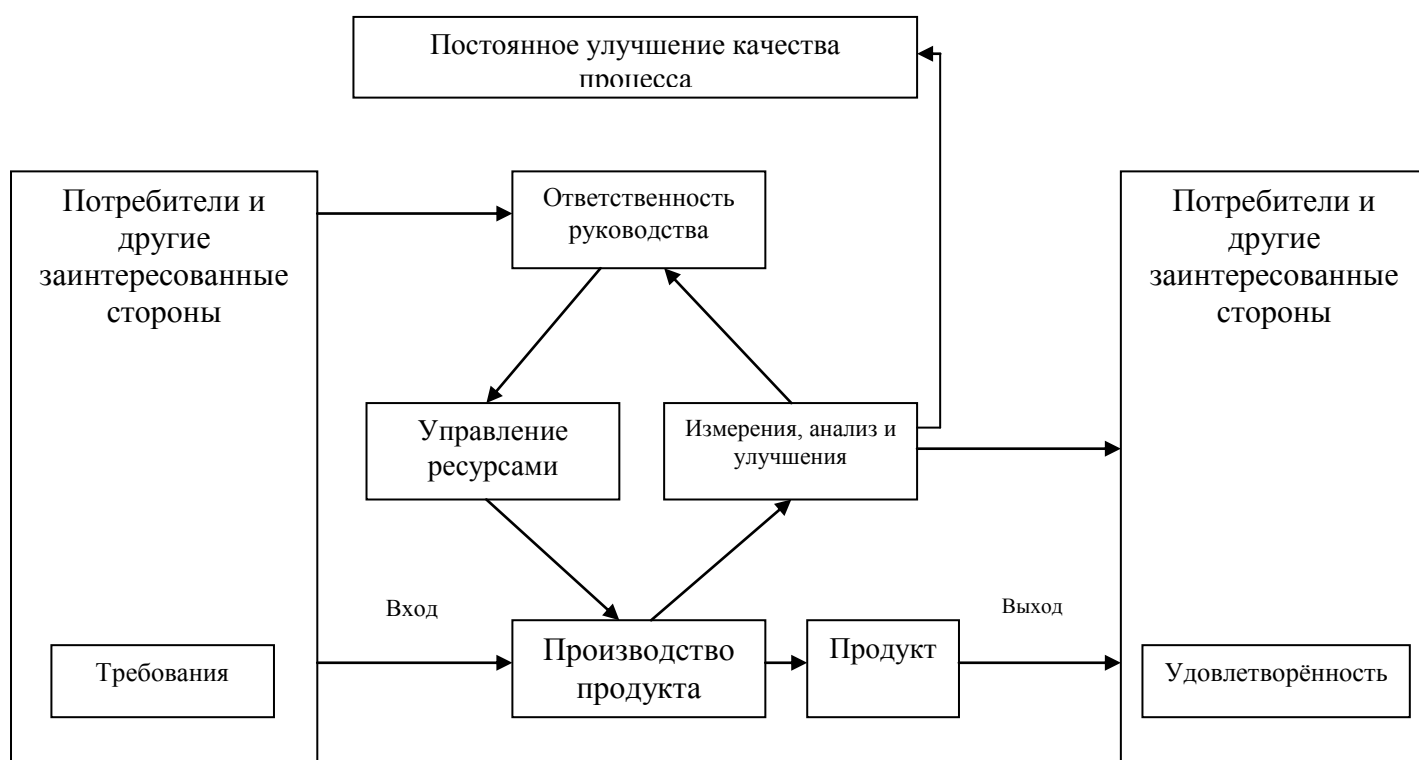 Постоянное улучшение качества
процесса
Потребители и
другие
заинтересованные
стороны
Ответственность
руководства
Потребители и
другие
заинтересованные
стороны
Управление
ресурсами
Измерения, анализ и
улучшения
Вход
Выход
Требования
Производство
продукта
Продукт
Удовлетворённость